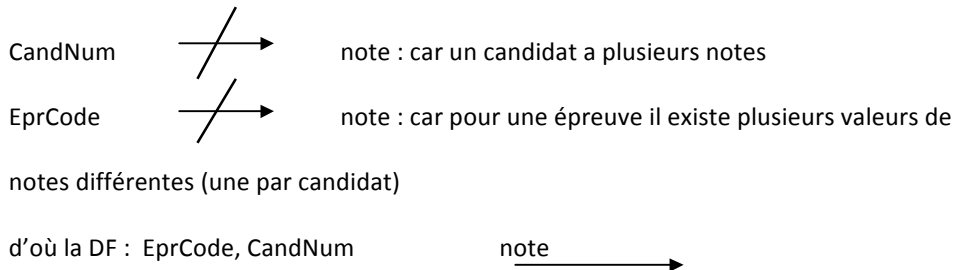 CandNum note : car un candidat a plusieurs notes
EprCode note : car pour une épreuve il existe plusieurs valeurs de
notes différentes (une par candidat)
d’où la DF : EprCode, CandNum note